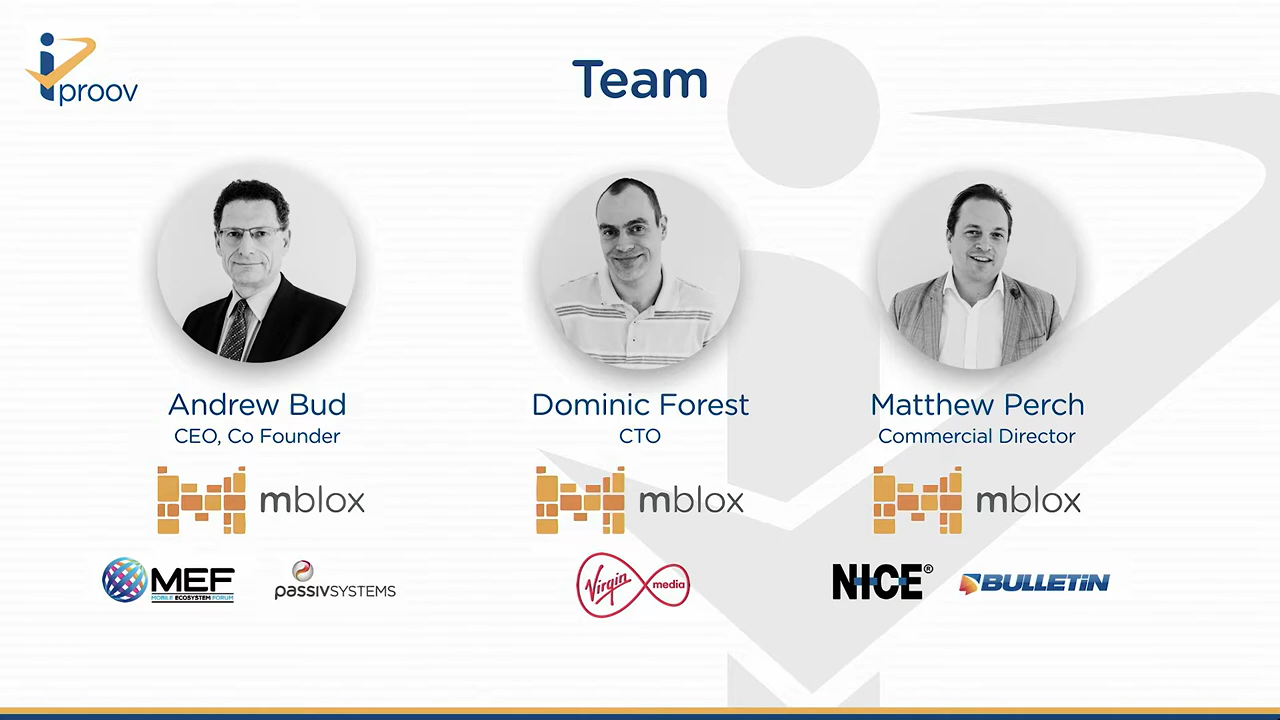 iproov
Team
Andrew Bud
CEO, Co Founder
mblox
MEF
MOBILE ECOSYSTEM FORUM
PASSIVSYSTEMS
Dominic Forest
CTO
mblox
Virgin media
Matthew Perch
Commercial Director
mblox
NICE®
BULLETiN